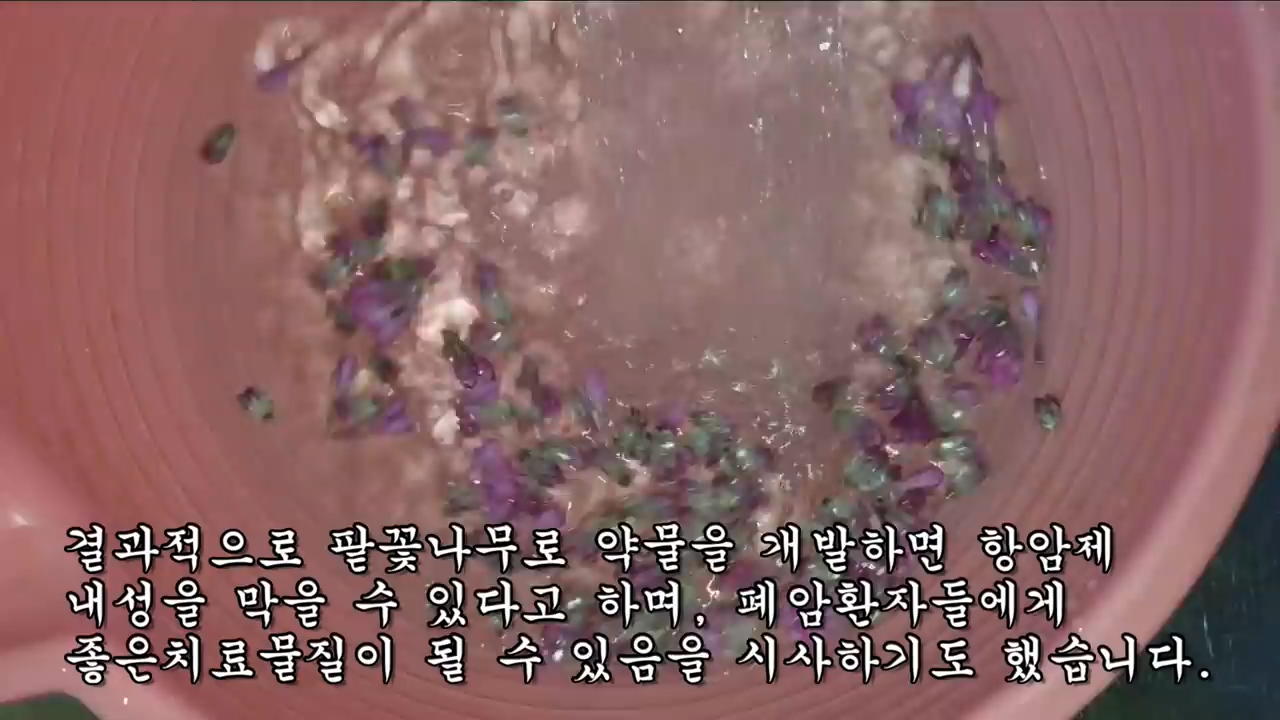 결과적으로 팥꽃나무로 약물을 개발하면 항암제
내성을 막을 수 있다고 하며, 폐암환자들에게
좋은치료물질이 될 수 있음을 시사하기도 했습니다.